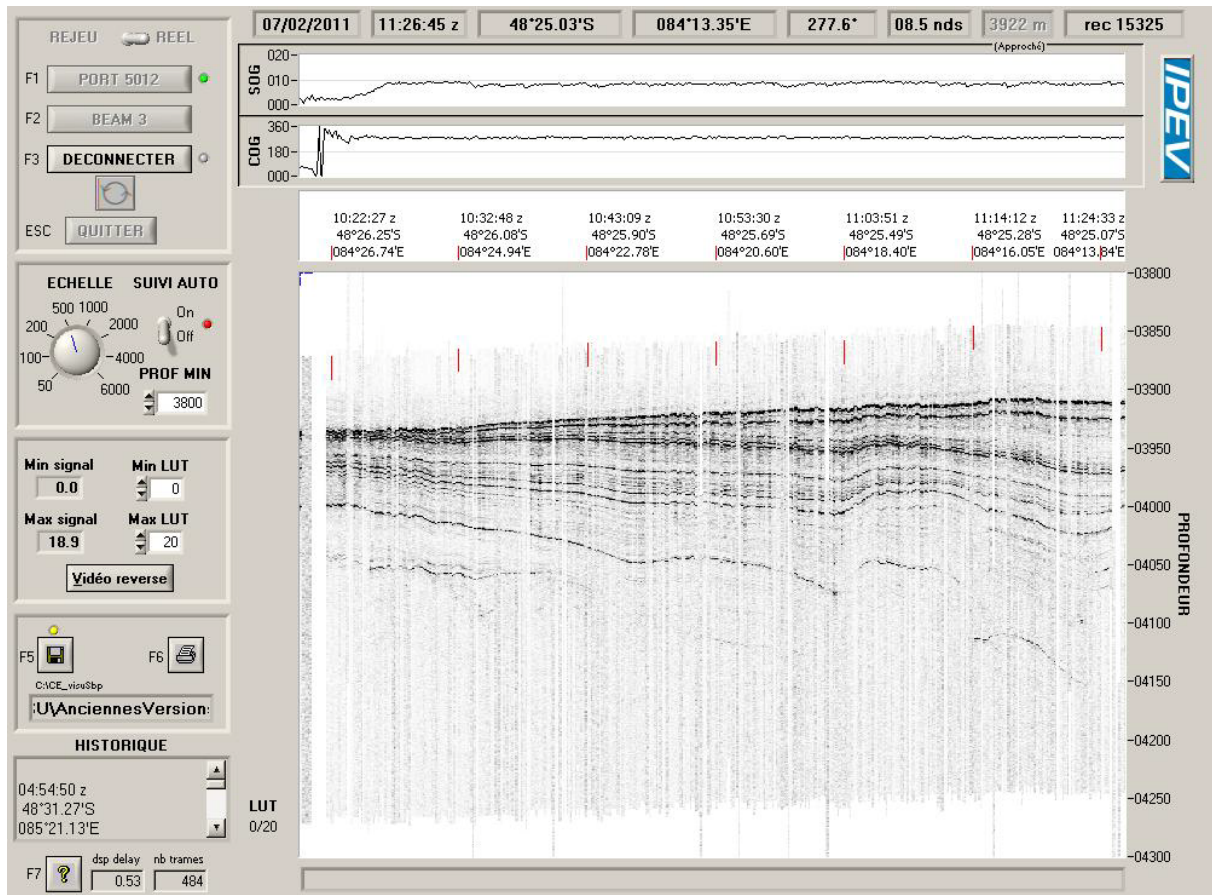 07/02/2011 11:26:45 z 48°25.03'S 084°13.35'E 277.6° 08.5 nds 3922 m rec 15325
(Approché)
REJEU REEL
F1 PORT 5012
F2 BEAM 3
F3 DECONNECTER
ESC QUITTER
SOG
020
010
000
COG
360
180
000
IPEV
10:22:27 z 10:32:48 z 10:43:09 z 10:53:30 z 11:03:51 z 11:14:12 z 11:24:33 z
48°26.25'S 48°26.08'S 48°25.90'S 48°25.69'S 48°25.49'S 48°25.28'S 48°25.07'S
084°26.74'E 084°24.94'E 084°22.78'E 084°20.60'E 084°18.40'E 084°16.05'E 084°13.84'E
ECHELLE SUIVI AUTO
500 1000
200 2000
100 4000
50 6000
On
Off
PROF MIN
3800
Min signal Min LUT
0.0 0
Max signal Max LUT
18.9 20
Vidéo reverse
F5 F6
C:\CE_visuSbp
:U\AnciennesVersion:
HISTORIQUE
04:54:50 z
48°31.27'S
085°21.13'E
F7 ?
dsp delay nb trames
0.53 484
LUT
0/20
03800
03850
03900
03950
04000
04050
04100
04150
04200
04250
04300
PROFONDEUR